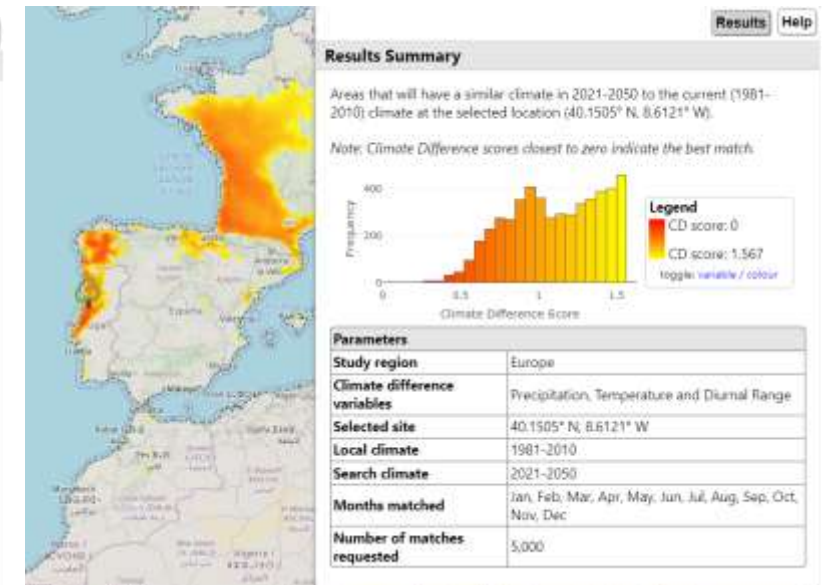 Results Help
Results Summary
Areas that will have a similar climate in 2021-2050 to the current (1981-
2010) climate at the selected location (40.1505° N, 8.6121° W).
Note: Climate Difference scores closest to zero indicate the best match.
Frequency
400
200
0
0 0.5 1 1.5
Climate Difference Score
Legend
CD score: 0
CD score: 1.567
toggle: variable / colour
Parameters
Study region Europe
Climate difference
variables Precipitation, Temperature and Diurnal Range
Selected site 40.1505° N, 8.6121° W
Local climate 1981-2010
Search climate 2021-2050
Months matched Jan, Feb, Mar, Apr, May, Jun, Jul, Aug, Sep, Oct,
Nov, Dec
Number of matches
requested 5,000
España